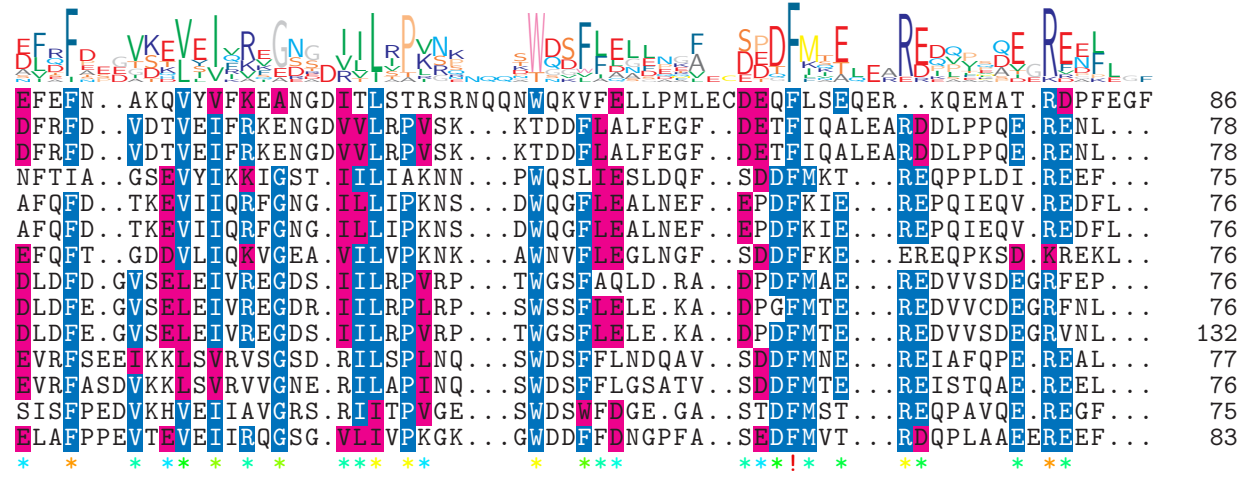 EFEFN..AKQVYVFKEANGDITLSTRSRNQQNWQKVFELLPMLECDEQFLSEQER..KQEMAT.RDPFEGF 86
DFRFD..VDTVEIFRKENGDVVLRPVSK...KTDDFLALFEGF..DETFIQALEARDDLPPQE.RENL... 78
DFRFD..VDTVEIFRKENGDVVLRPVSK...KTDDFLALFEGF..DETFIQALEARDDLPPQE.RENL... 78
NFTIA..GSEVYIKKIGST.IILIAKNN...PWQSLIESLDQF..SDDFMKT...REQPPLDI.REEF... 75
AFQFD..TKEVIIQRFGNG.ILLIPKNS...DWQGFLEALNEF..EPDFKIE...REPQIEQV.REDFL.. 76
AFQFD..TKEVIIQRFGNG.ILLIPKNS...DWQGFLEALNEF..EPDFKIE...REPQIEQV.REDFL.. 76
EFQFT..GDDVLIQKVGEA.VILVPKNK...AWNVFLEGLNGF..SDDFFKE...EREQPKSD.KREKL.. 76
DLDFD.GVSELEIVREGDS.IILRPVRP...TWGSFAQLD.RA..DPDFMAE...REDVVSDEGRFEP... 76
DLDFE.GVSELEIVREGDR.IILRPLRP...SWSSFLELE.KA..DPGFMTE...REDVVCDEGRFNL... 76
DLDFE.GVSELEIVREGDS.IILRPVRP...TWGSFLELE.KA..DPDFMTE...REDVVSDEGRVNL... 132
EVRFSEEIKKLSVRVSGSD.RILSPLNQ...SWDSFFLNDQAV..SDDFMNE...REIAFQPE.REAL... 77
EVRFASDVKKLSVRVVGNE.RILAPINQ...SWDSFFLGSATV..SDDFMTE...REISTQAE.REEL... 76
SISFPEDVKHVEIIAVGRS.RIITPVGE...SWDSWFDGE.GA..STDFMST...REQPAVQE.REGF... 75
ELAFPPEVTEVEIIRQGSG.VLIVPKGK...GWDDFFDNGPFA..SEDFMVT...RDQPLAAEEREEF... 83
*  *   * ** * * *   *** **      *  ***       ***!* *   **     * **